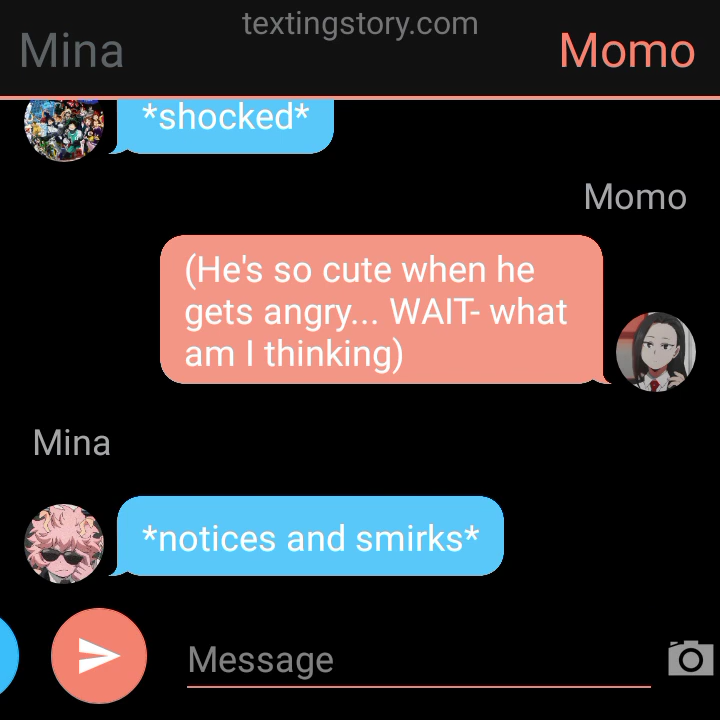 textingstory.com
Mina
Momo
*shocked*
Momo
(He's so cute when he
gets angry... WAIT- what
am I thinking)
Mina
*notices and smirks*
Message